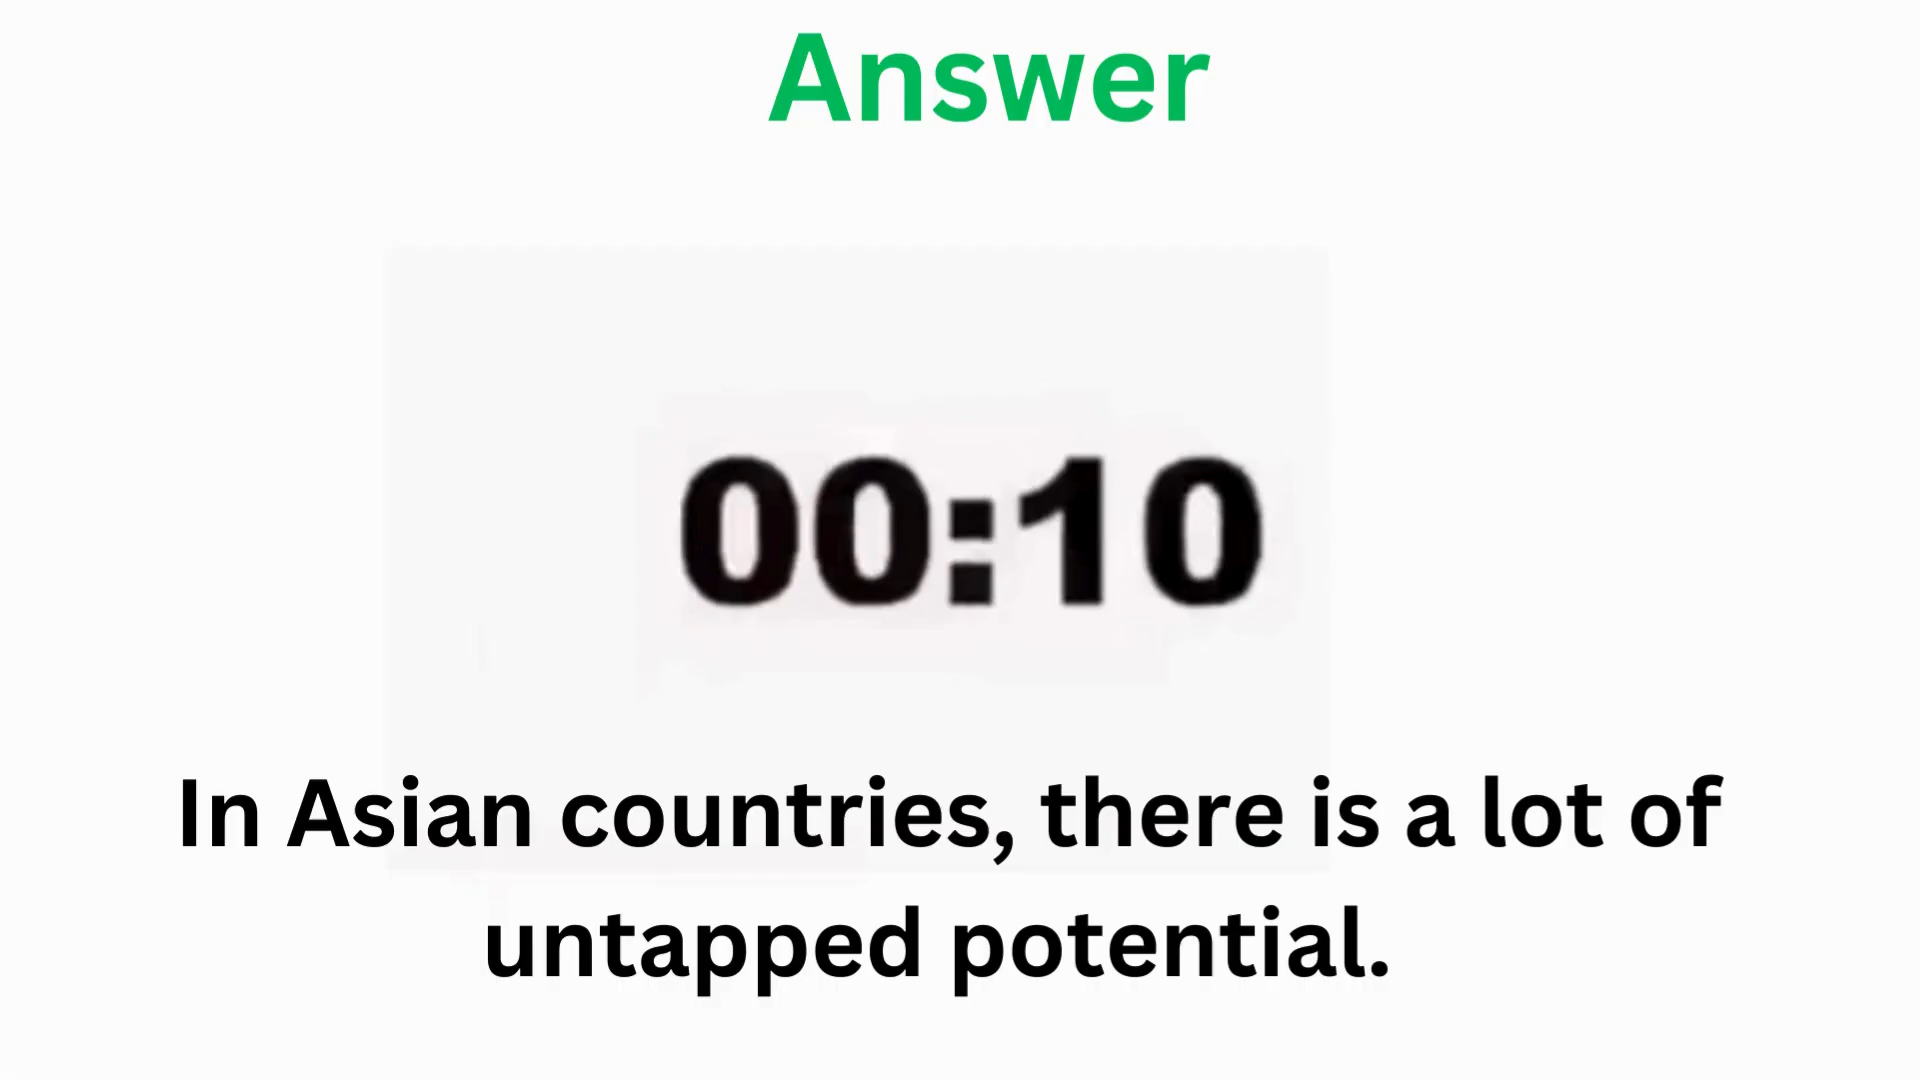 Answer
00:10
In Asian countries, there is a lot of
untapped potential.